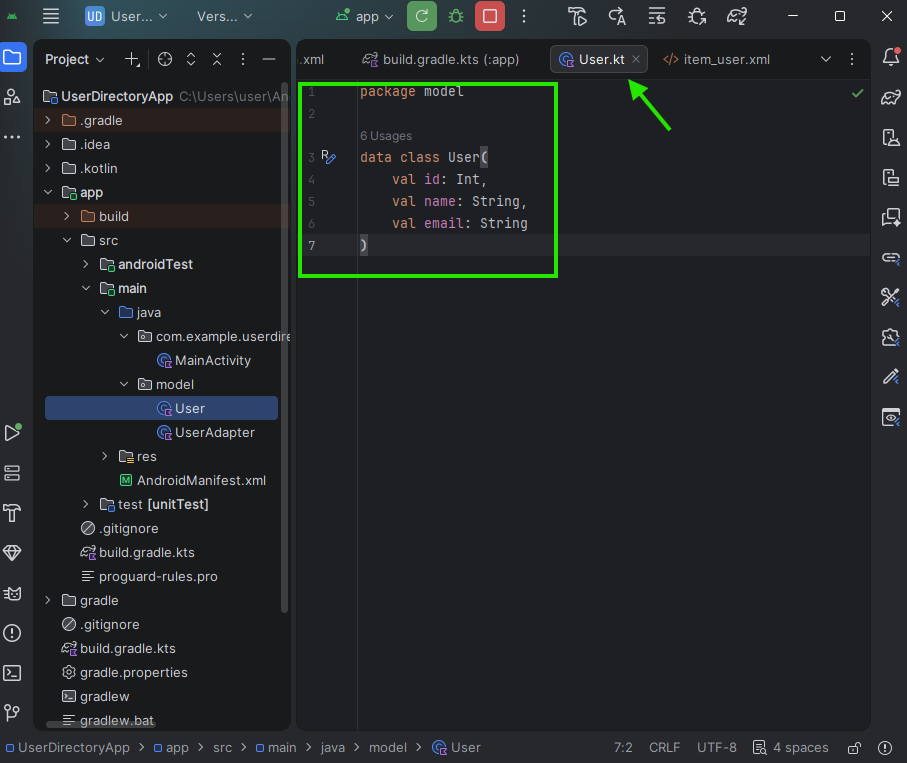 UD User... Vers... app
Project
.xml build.gradle.kts (:app) User.kt item_user.xml
UserDirectoryApp C:\Users\user\An
.gradle
.idea
.kotlin
app
build
src
androidTest
main
java
com.example.userdire
MainActivity
model
User
UserAdapter
res
M AndroidManifest.xml
test [unitTest]
.gitignore
build.gradle.kts
proguard-rules.pro
gradle
.gitignore
build.gradle.kts
gradle.properties
gradlew
gradlew.bat
1 package model
2
6 Usages
3 data class User(
4 val id: Int,
5 val name: String,
6 val email: String
7 )
UserDirectoryApp > app > src > main > java > model > User 7:2 CRLF UTF-8 4 spaces